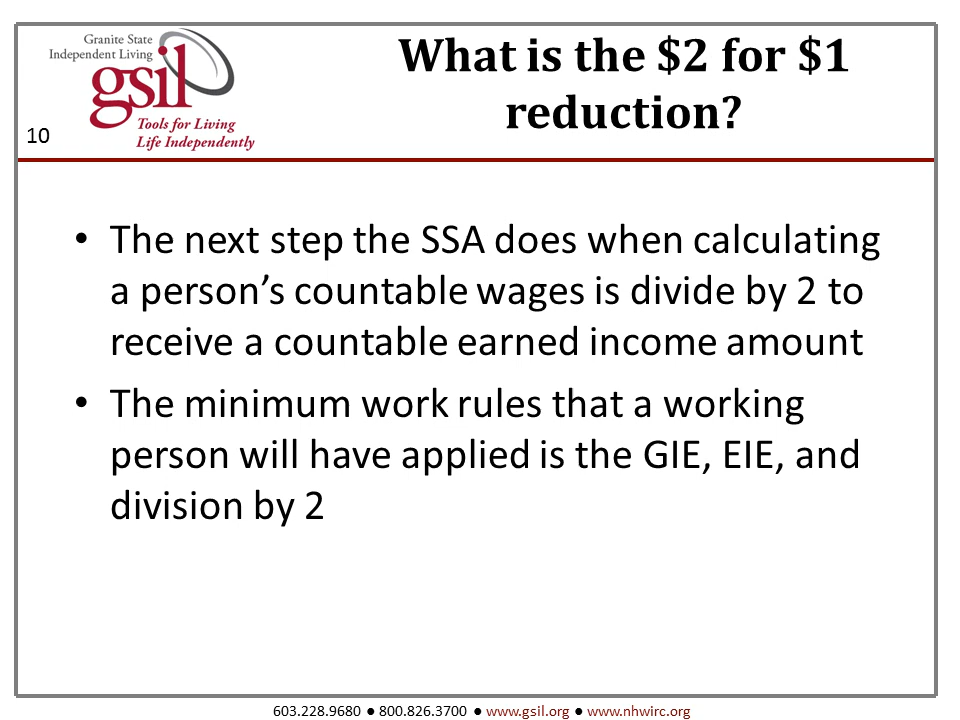 Granite State
Independent Living
gsil
Tools for Living
Life Independently
10
What is the $2 for $1
reduction?
• The next step the SSA does when calculating
a person’s countable wages is divide by 2 to
receive a countable earned income amount
• The minimum work rules that a working
person will have applied is the GIE, EIE, and
division by 2
603.228.9680 ● 800.826.3700 ● www.gsil.org ● www.nhwirc.org